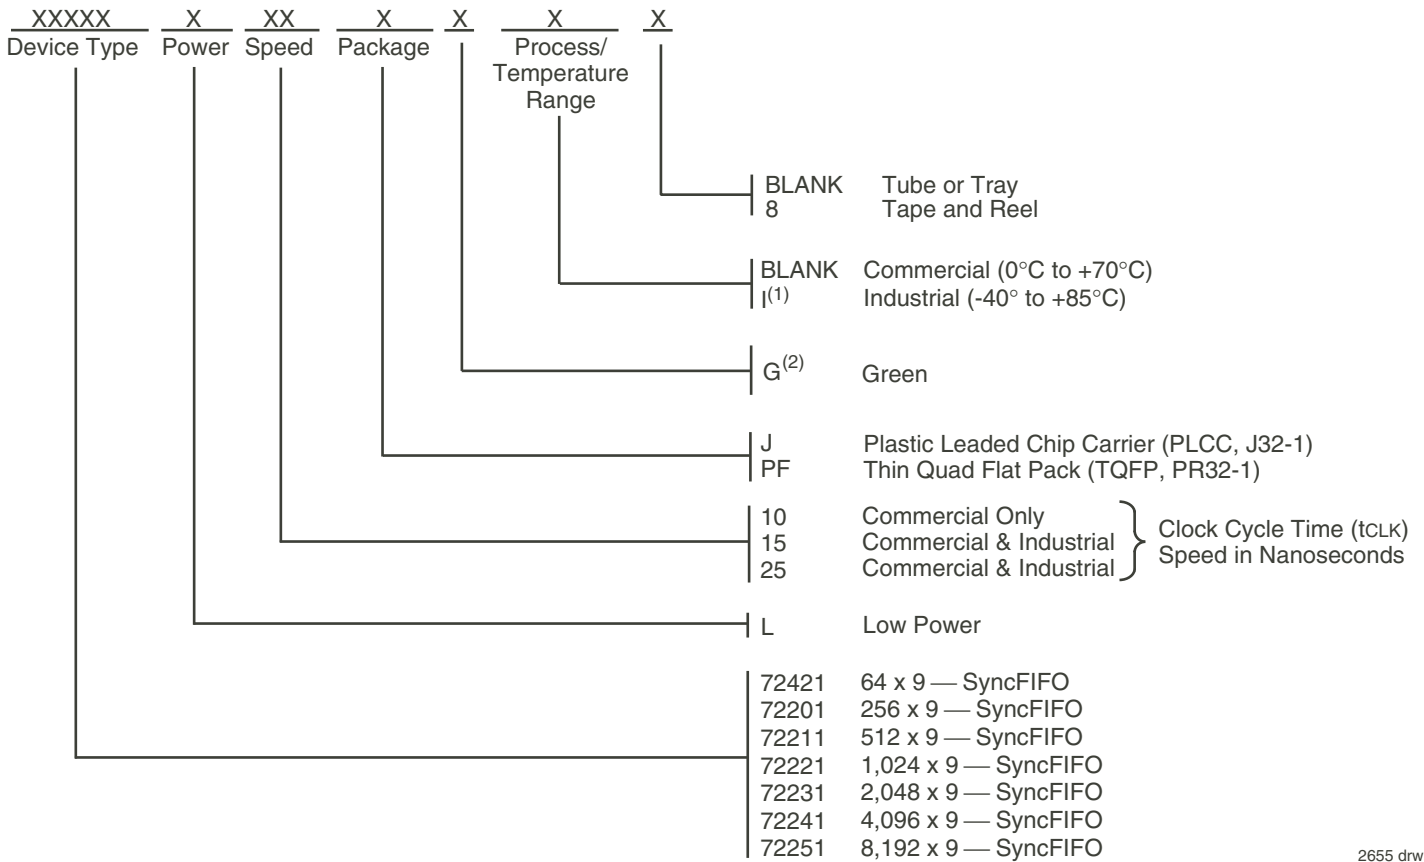 XXXXX X XX X X X X
Device Type Power Speed Package Process/
Temperature
Range
BLANK Tube or Tray
8 Tape and Reel
BLANK Commercial (0°C to +70°C)
I(1) Industrial (-40° to +85°C)
G(2) Green
J Plastic Leaded Chip Carrier (PLCC, J32-1)
PF Thin Quad Flat Pack (TQFP, PR32-1)
10 Commercial Only
15 Commercial & Industrial
25 Commercial & Industrial
Clock Cycle Time (tCLK)
Speed in Nanoseconds
L Low Power
72421 64 x 9 — SyncFIFO
72201 256 x 9 — SyncFIFO
72211 512 x 9 — SyncFIFO
72221 1,024 x 9 — SyncFIFO
72231 2,048 x 9 — SyncFIFO
72241 4,096 x 9 — SyncFIFO
72251 8,192 x 9 — SyncFIFO
2655 drw